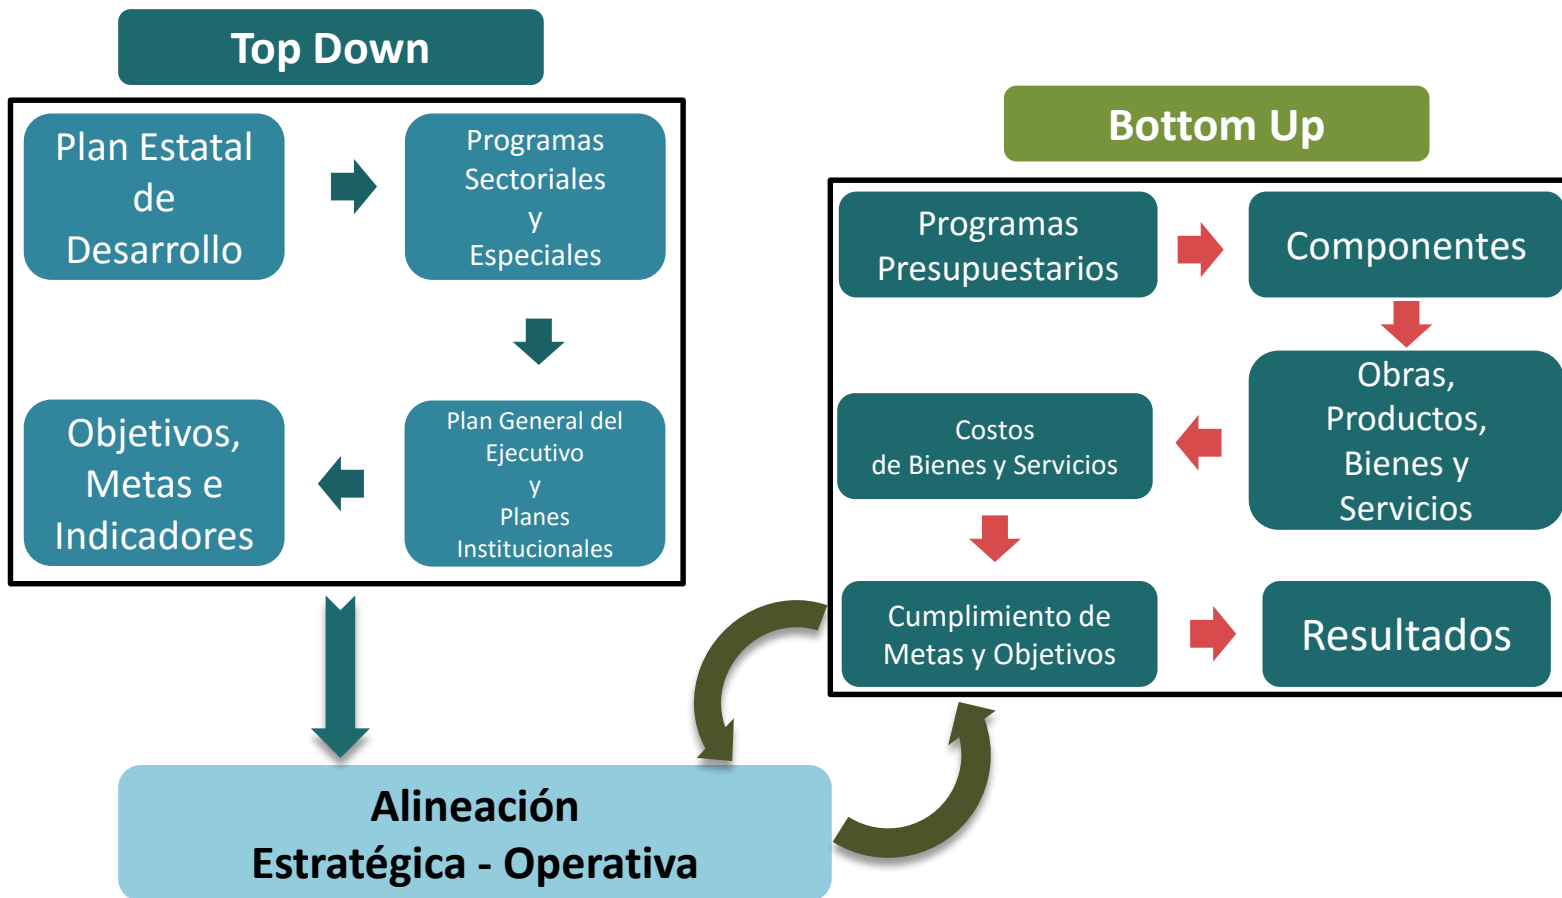 Top Down
Plan Estatal
de
Desarrollo
Programas
Sectoriales
y
Especiales
Objetivos,
Metas e
Indicadores
Plan General del
Ejecutivo
y
Planes
Institucionales
Bottom Up
Programas
Presupuestarios
Componentes
Obras,
Productos,
Bienes y
Servicios
Costos
de Bienes y Servicios
Cumplimiento de
Metas y Objetivos
Resultados
Alineación
Estratégica - Operativa